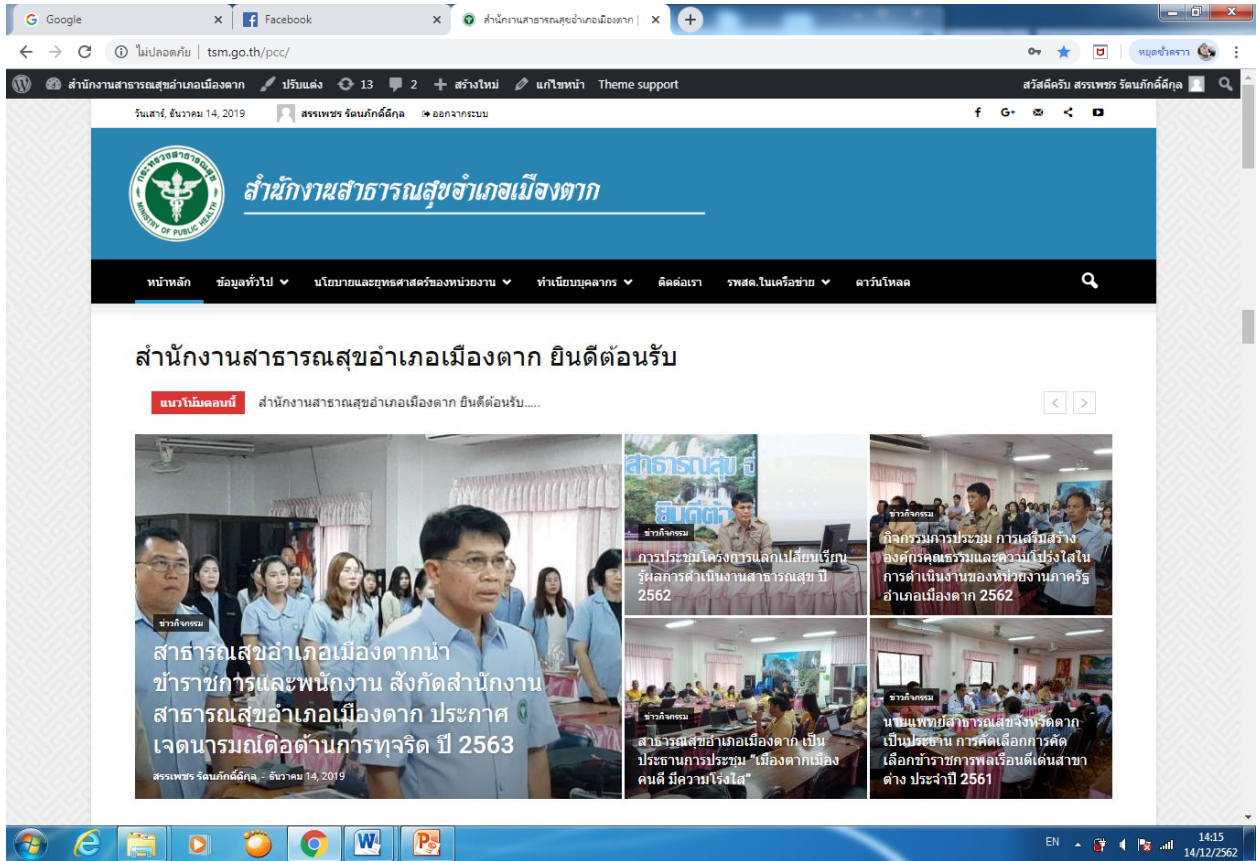 Google
Facebook
สำนักงานสาธารณสุขอำเภอเมืองตาก |
ไม่ปลอดภัย | tsm.go.th/pcc/
หยุดชั่วคราว
สำนักงานสาธารณสุขอำเภอเมืองตาก ปรับแต่ง 13 2 สร้างใหม่ แก้ไขหน้า Theme support
สวัสดีครับ สรรเพชร รัตนภักดิ์ดีกุล
วันเสาร์, ธันวาคม 14, 2019 สรรเพชร รัตนภักดิ์ดีกุล ออกจากระบบ
กระทรวงสาธารณสุข
MINISTRY OF PUBLIC HEALTH
สำนักงานสาธารณสุขอำเภอเมืองตาก
หน้าหลัก ข้อมูลทั่วไป นโยบายและยุทธศาสตร์ของหน่วยงาน ทำเนียบบุคลากร ติดต่อเรา รพสต.ในเครือข่าย ดาวน์โหลด
สำนักงานสาธารณสุขอำเภอเมืองตาก ยินดีต้อนรับ
แนวโน้มตอนนี้ สำนักงานสาธาณสุขอำเภอเมืองตาก ยินดีต้อนรับ.....
ข่าวกิจกรรม
สาธารณสุขอำเภอเมืองตากนำ
ข้าราชการและพนักงาน สังกัดสำนักงาน
สาธารณสุขอำเภอเมืองตาก ประกาศ
เจตนารมณ์ต่อต้านการทุจริต ปี 2563
สรรเพชร รัตนภักดิ์ดีกุล - ธันวาคม 14, 2019
สาธารณสุข อ
ยินดีต้
ข่าวกิจกรรม
การประชุมโครงการแลกเปลี่ยนเรียน
รู้ผลการดำเนินงานสาธารณสุข ปี
2562
ข่าวกิจกรรม
กิจกรรมการประชุม การเสริมสร้าง
องค์กรคุณธรรมและความโปร่งใสใน
การดำเนินงานของหน่วยงานภาครัฐ
อำเภอเมืองตาก 2562
ข่าวกิจกรรม
สาธารณสุขอำเภอเมืองตาก เป็น
ประธานการประชุม "เมืองตากเมือง
คนดี มีความโร่งใส"
ข่าวกิจกรรม
นายแพทย์สาธารณสุขจังหวัดตาก
เป็นประธาน การคัดเลือกการคัด
เลือกข้าราชการพลเรือนดีเด่นสาขา
ต่าง ประจำปี 2561
EN
14:15
14/12/2562